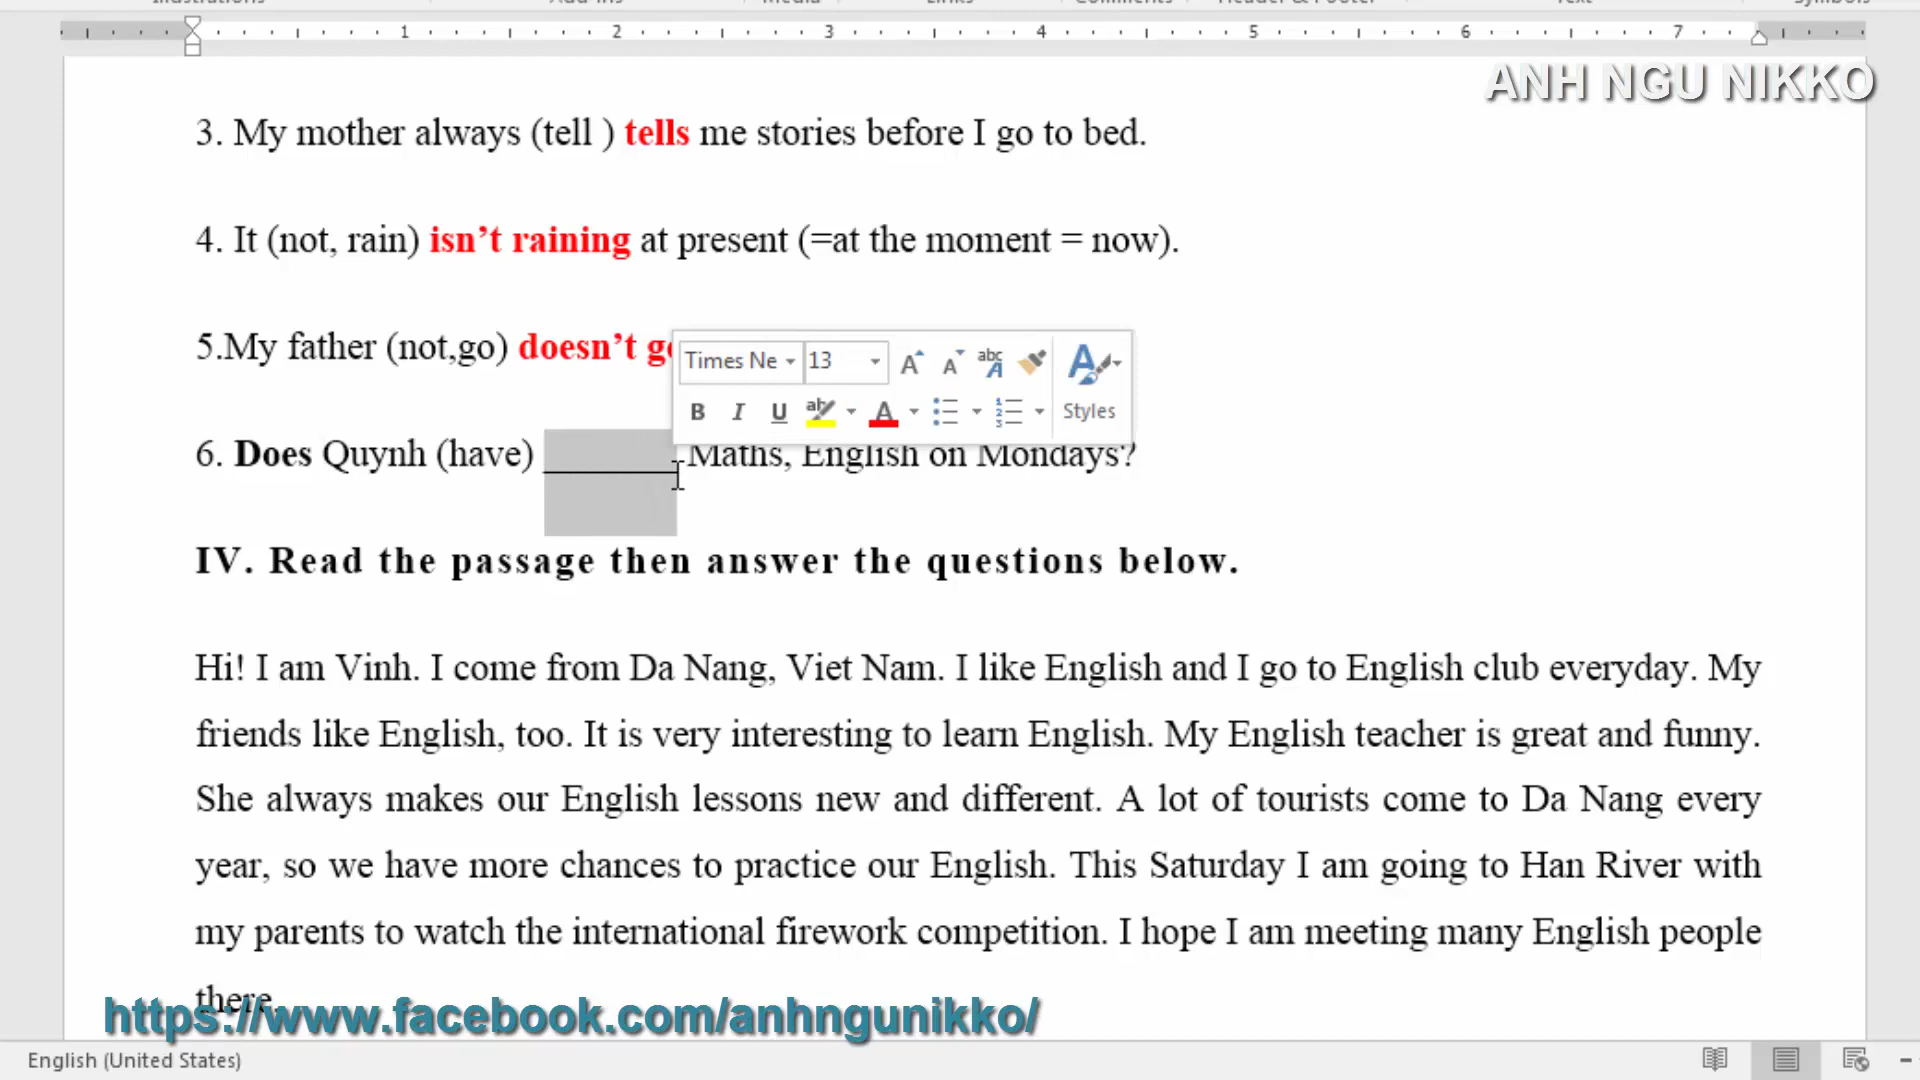 1 2 3 4 5 6 7
ANH NGU NIKKO
3. My mother always (tell ) tells me stories before I go to bed.
4. It (not, rain) isn’t raining at present (=at the moment = now).
5.My father (not,go) doesn’t
Times Ne 13
Styles
6. Does Quynh (have) _______ Maths, English on Mondays?
IV. Read the passage then answer the questions below.
Hi! I am Vinh. I come from Da Nang, Viet Nam. I like English and I go to English club everyday. My
friends like English, too. It is very interesting to learn English. My English teacher is great and funny.
She always makes our English lessons new and different. A lot of tourists come to Da Nang every
year, so we have more chances to practice our English. This Saturday I am going to Han River with
my parents to watch the international firework competition. I hope I am meeting many English people
there.
https://www.facebook.com/anhngunikko/
English (United States)